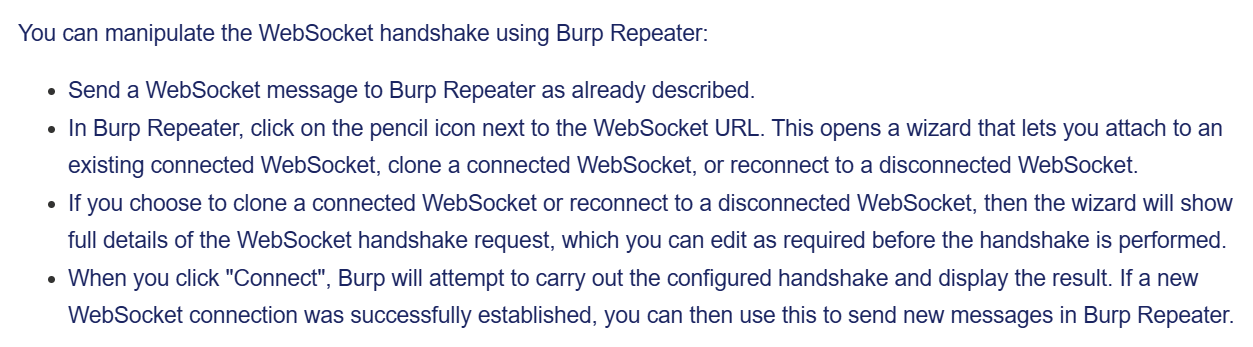 You can manipulate the WebSocket handshake using Burp Repeater:
• Send a WebSocket message to Burp Repeater as already described.
• In Burp Repeater, click on the pencil icon next to the WebSocket URL. This opens a wizard that lets you attach to an
existing connected WebSocket, clone a connected WebSocket, or reconnect to a disconnected WebSocket.
• If you choose to clone a connected WebSocket or reconnect to a disconnected WebSocket, then the wizard will show
full details of the WebSocket handshake request, which you can edit as required before the handshake is performed.
• When you click "Connect", Burp will attempt to carry out the configured handshake and display the result. If a new
WebSocket connection was successfully established, you can then use this to send new messages in Burp Repeater.